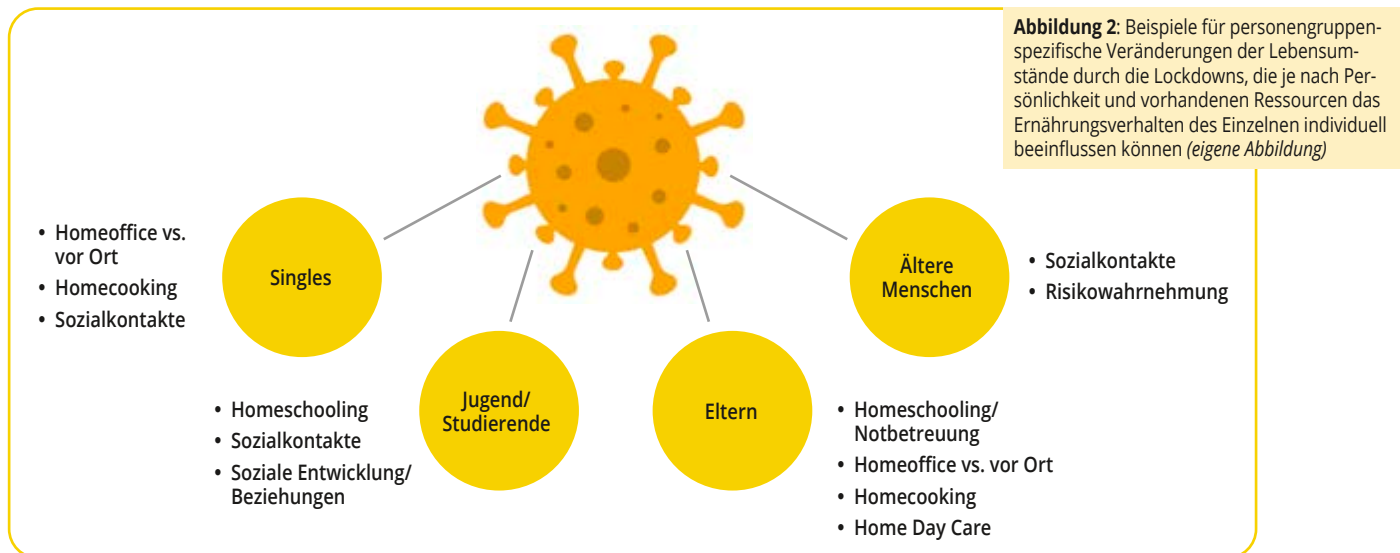 Abbildung 2: Beispiele für personengruppen-
spezifische Veränderungen der Lebensum-
stände durch die Lockdowns, die je nach Per-
sönlichkeit und vorhandenen Ressourcen das
Ernährungsverhalten des Einzelnen individuell
beeinflussen können (eigene Abbildung)
• Homeoffice vs.
vor Ort
• Homecooking
• Sozialkontakte
Singles
• Homeschooling
• Sozialkontakte
• Soziale Entwicklung/
Beziehungen
Jugend/
Studierende
Eltern
• Homeschooling/
Notbetreuung
• Homeoffice vs. vor Ort
• Homecooking
• Home Day Care
Ältere
Menschen
• Sozialkontakte
• Risikowahrnehmung